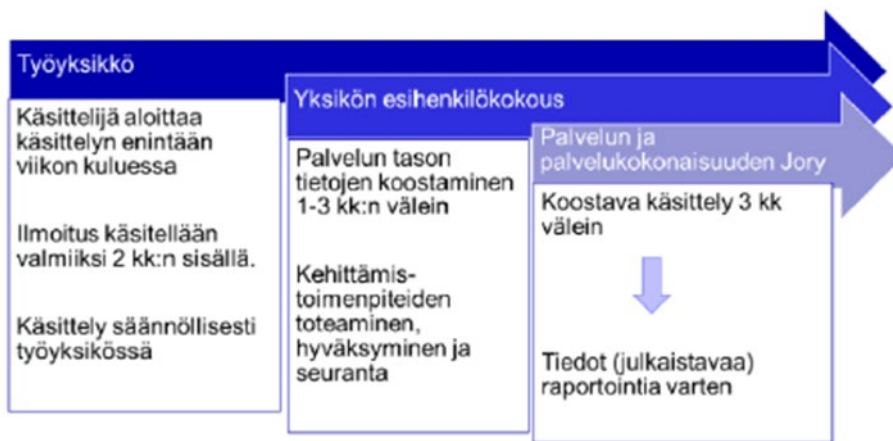 Työyksikkö
Käsittelijä aloittaa
käsittelyn enintään
viikon kuluessa
Ilmoitus käsitellään
valmiiksi 2 kk:n sisällä.
Käsittely säännöllisesti
työyksikössä
Yksikön esihenkilökokous
Palvelun tason
tietojen koostaminen
1-3 kk:n välein
Kehittämis-
toimenpiteiden
toteaminen,
hyväksyminen ja
seuranta
Palvelun ja
palvelukokonaisuuden Jory
Koostava käsittely 3 kk
välein
Tiedot (julkaistavaa)
raportointia varten